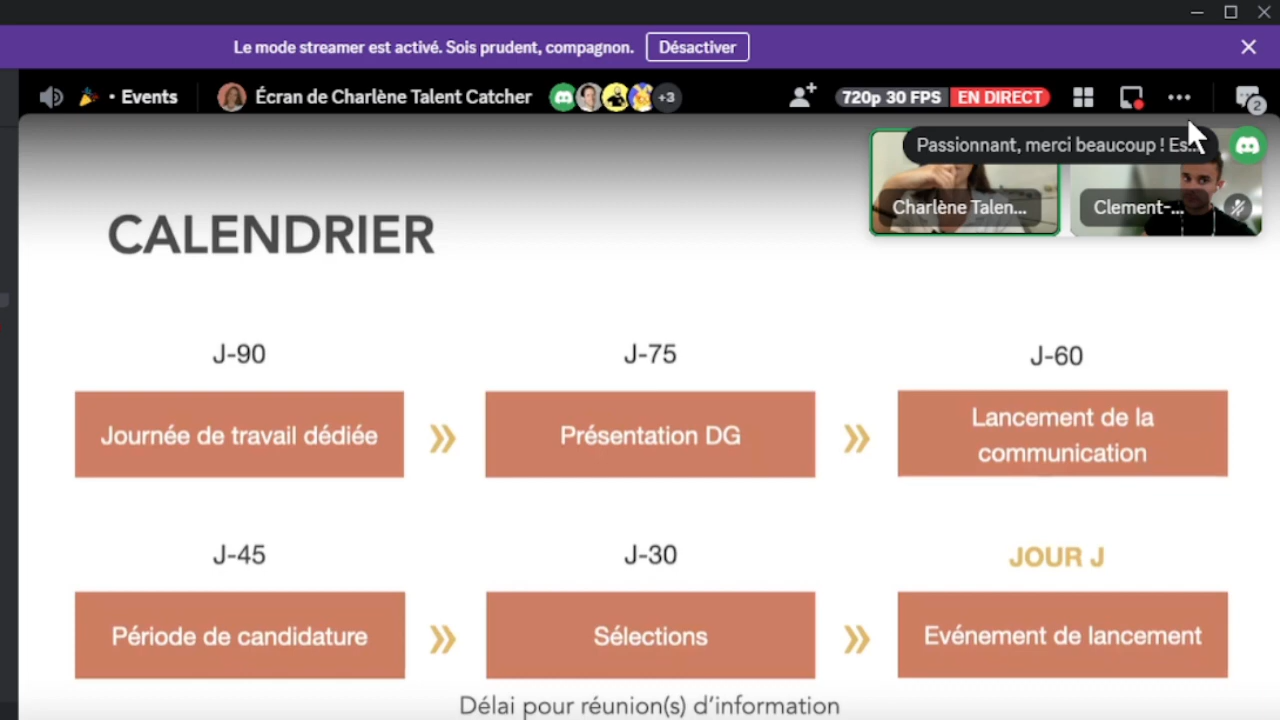 Le mode streamer est activé. Sois prudent, compagnon.
Désactiver
• Events
Écran de Charlène Talent Catcher
+3
720p 30 FPS
EN DIRECT
2
Passionnant, merci beaucoup ! Es...
Charlène Talen...
Clement-...
CALENDRIER
J-90
J-75
J-60
Journée de travail dédiée
Présentation DG
Lancement de la
communication
J-45
J-30
JOUR J
Période de candidature
Sélections
Evénement de lancement
Délai pour réunion(s) d'information